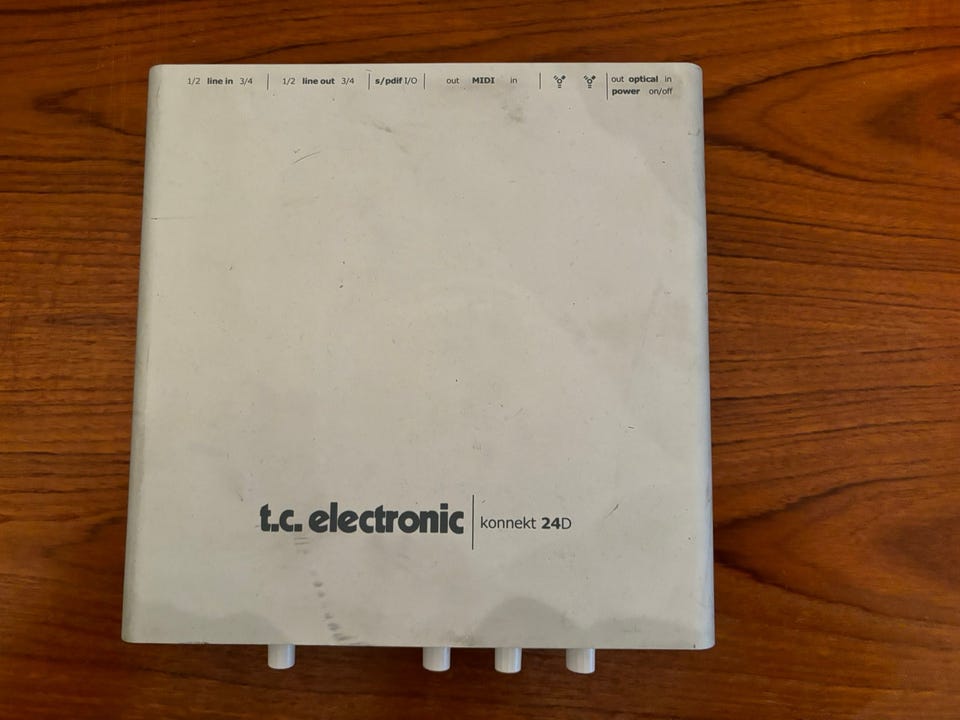 1/2 line in 3/4 | 1/2 line out 3/4 | s/pdif I/O | out MIDI in | out optical in
power on/off
t.c. electronic | konnekt 24D